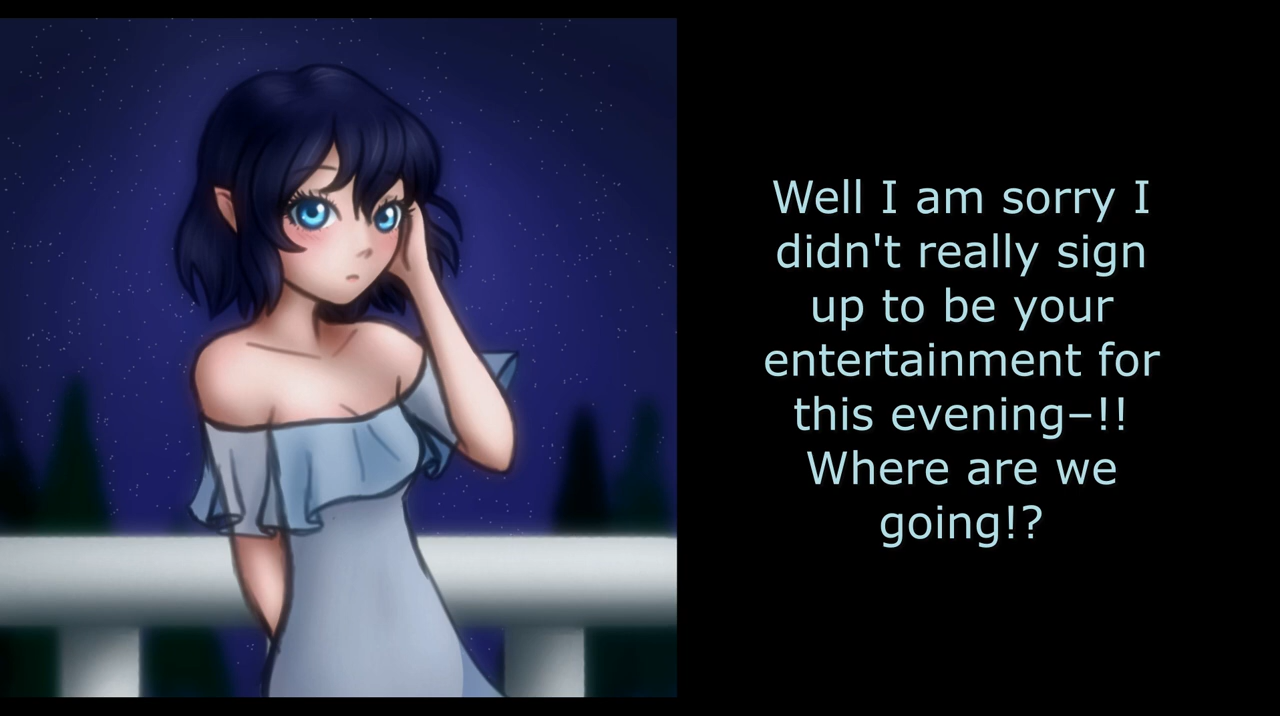 Well I am sorry I
didn't really sign
up to be your
entertainment for
this evening–!!
Where are we
going!?